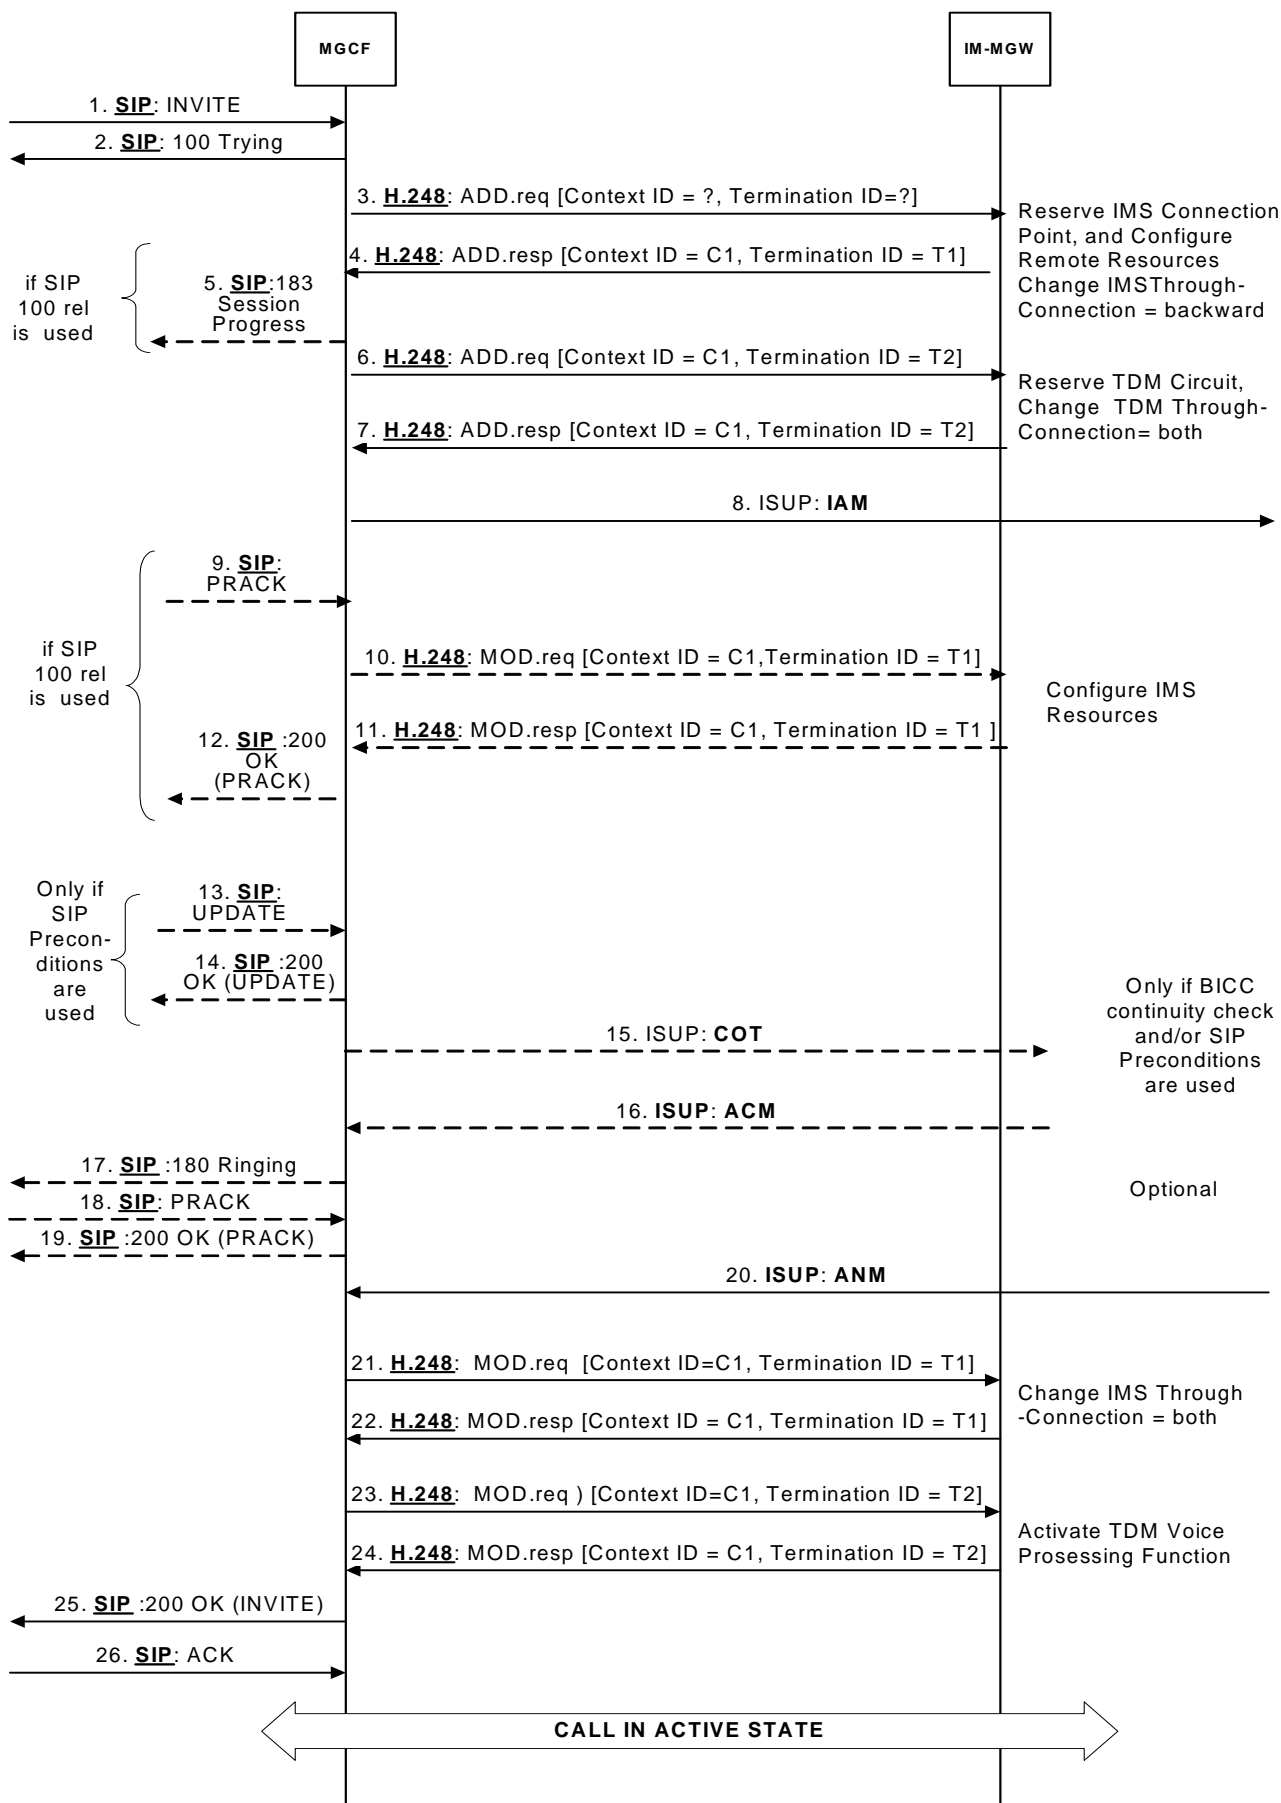 MGCF
IM-MGW
1. SIP: INVITE
2. SIP: 100 Trying
3. H.248: ADD.req [Context ID = ?, Termination ID=?]
Reserve IMS Connection
Point, and Configure
Remote Resources
Change IMSThrough-
Connection = backward
4. H.248: ADD.resp [Context ID = C1, Termination ID = T1]
if SIP
100 rel
is used
5. SIP:183
Session
Progress
6. H.248: ADD.req [Context ID = C1, Termination ID = T2]
Reserve TDM Circuit,
Change TDM Through-
Connection= both
7. H.248: ADD.resp [Context ID = C1, Termination ID = T2]
8. ISUP: IAM
9. SIP:
PRACK
if SIP
100 rel
is used
10. H.248: MOD.req [Context ID = C1,Termination ID = T1]
Configure IMS
Resources
11. H.248: MOD.resp [Context ID = C1, Termination ID = T1 ]
12. SIP :200
OK
(PRACK)
Only if
SIP
Precon-
ditions
are
used
13. SIP:
UPDATE
14. SIP :200
OK (UPDATE)
Only if BICC
continuity check
and/or SIP
Preconditions
are used
15. ISUP: COT
16. ISUP: ACM
17. SIP :180 Ringing
Optional
18. SIP: PRACK
19. SIP :200 OK (PRACK)
20. ISUP: ANM
21. H.248: MOD.req [Context ID=C1, Termination ID = T1]
Change IMS Through
-Connection = both
22. H.248: MOD.resp [Context ID = C1, Termination ID = T1]
23. H.248: MOD.req ) [Context ID=C1, Termination ID = T2]
Activate TDM Voice
Prosessing Function
24. H.248: MOD.resp [Context ID = C1, Termination ID = T2]
25. SIP :200 OK (INVITE)
26. SIP: ACK
CALL IN ACTIVE STATE